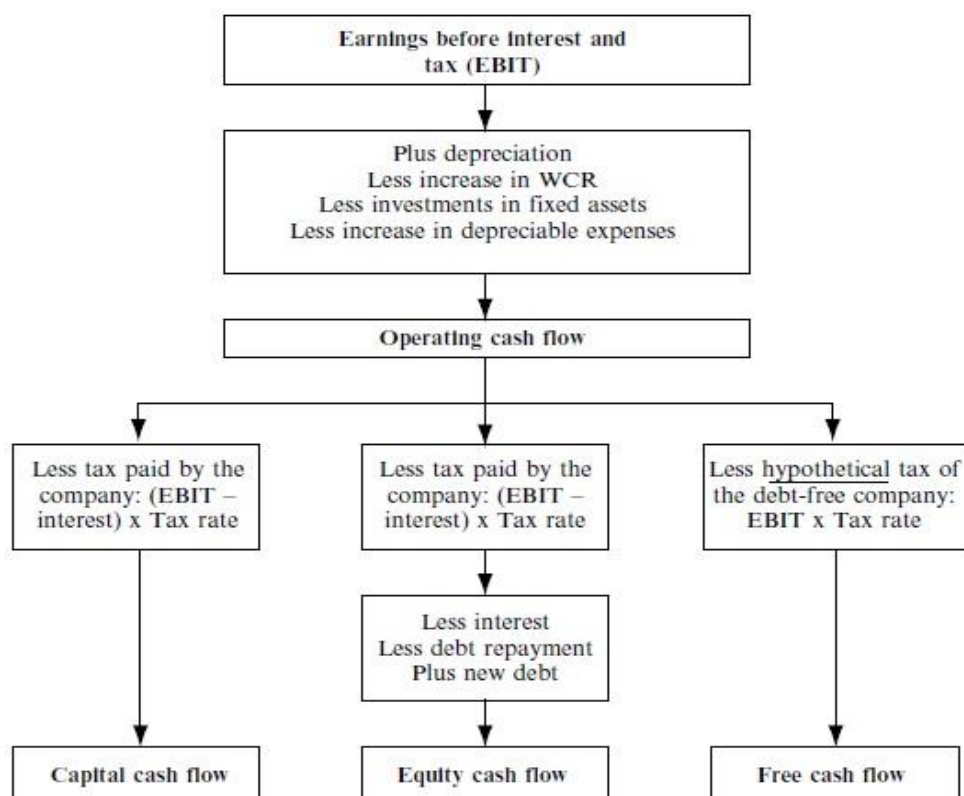 Earnings before interest and
tax (EBIT)
Plus depreciation
Less increase in WCR
Less investments in fixed assets
Less increase in depreciable expenses
Operating cash flow
Less tax paid by the
company: (EBIT –
interest) x Tax rate
Less tax paid by the
company: (EBIT –
interest) x Tax rate
Less hypothetical tax of
the debt-free company:
EBIT x Tax rate
Less interest
Less debt repayment
Plus new debt
Capital cash flow
Equity cash flow
Free cash flow